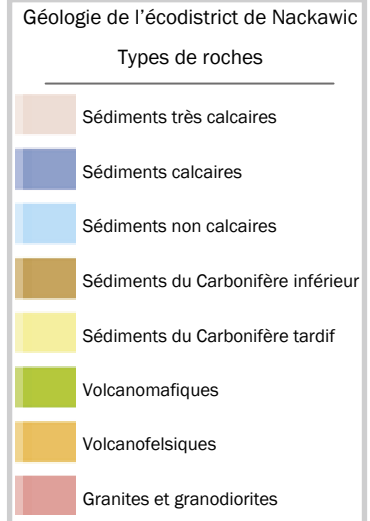 Géologie de l’écodistrict de Nackawic
Types de roches
Sédiments très calcaires
Sédiments calcaires
Sédiments non calcaires
Sédiments du Carbonifère inférieur
Sédiments du Carbonifère tardif
Volcanomafiques
Volcanofelsiques
Granites et granodiorites